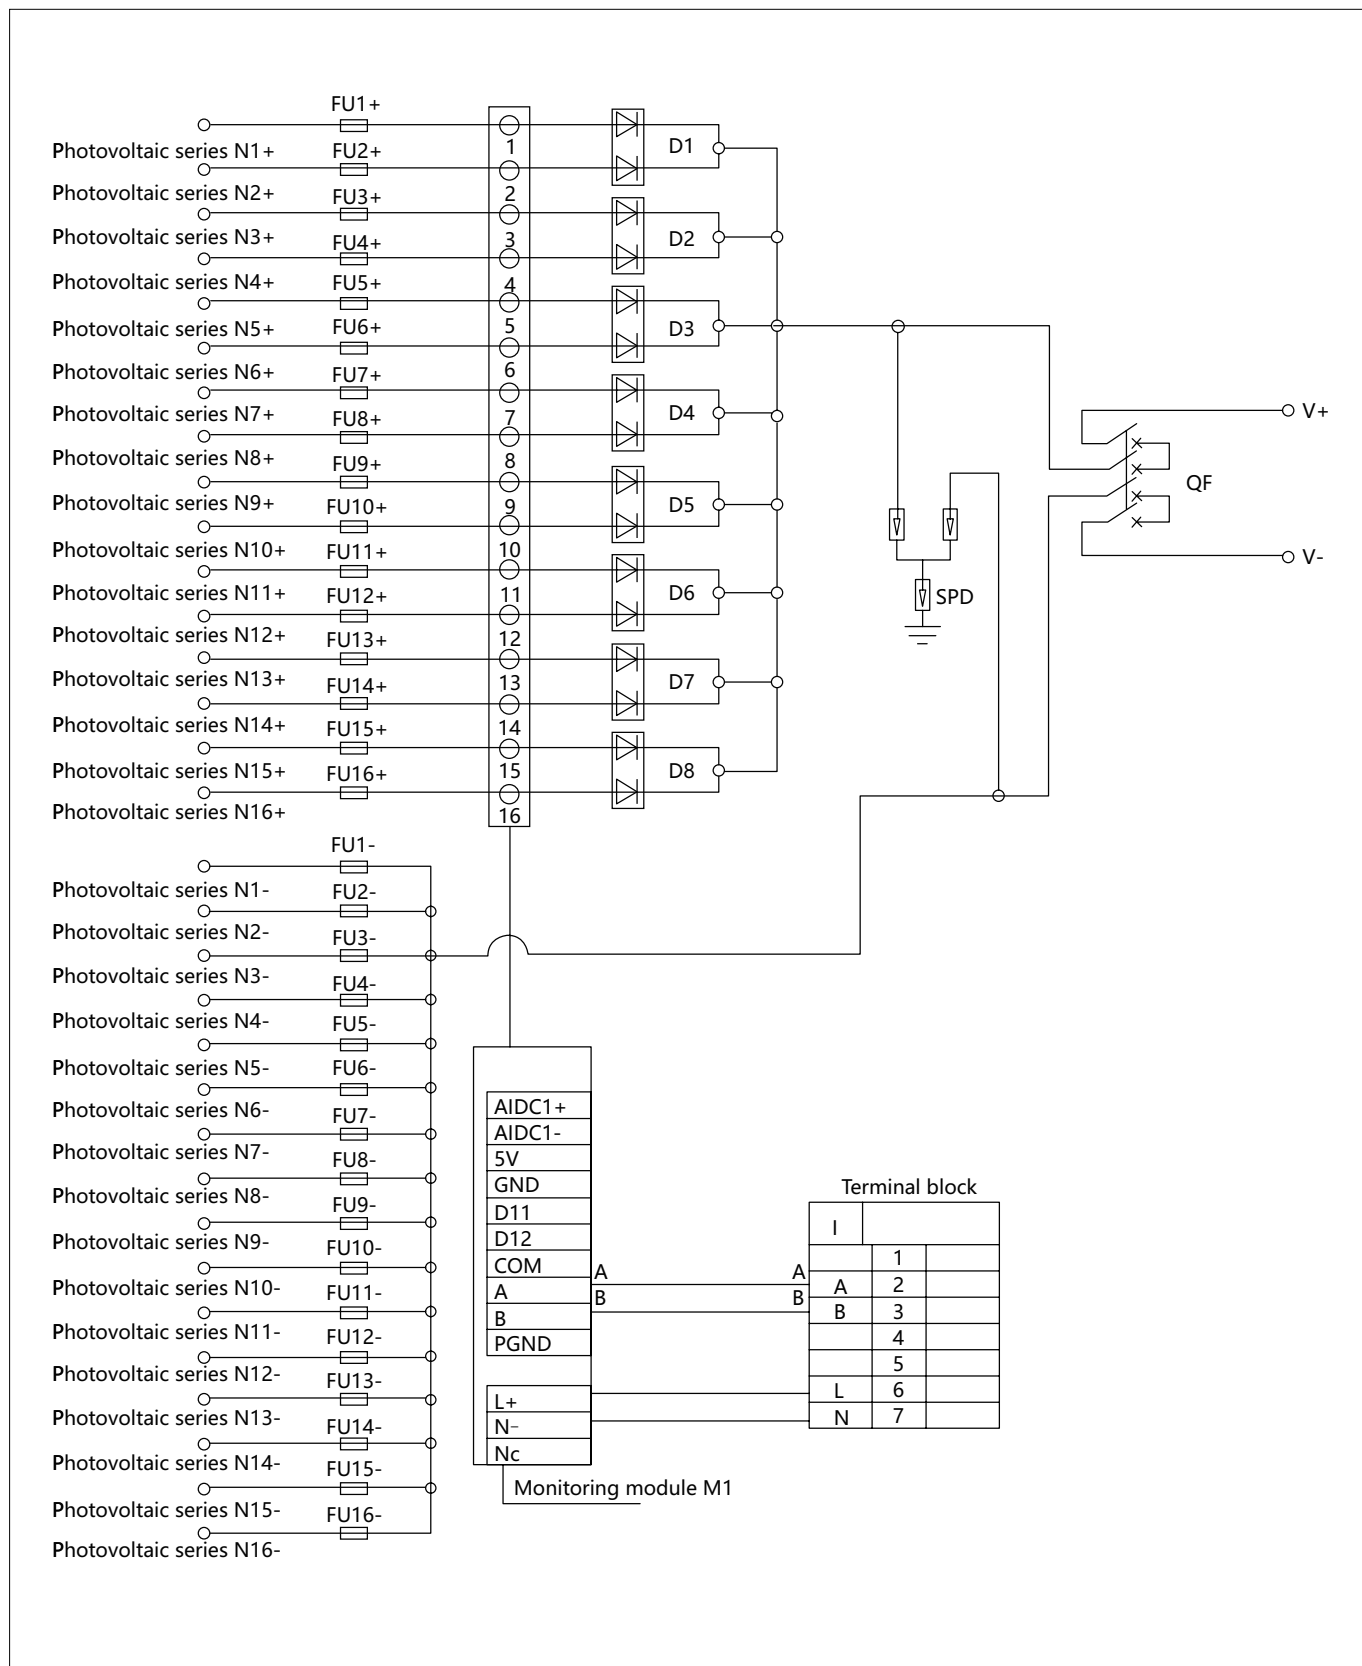 FU1+
Photovoltaic series N1+ FU2+ 1 D1
Photovoltaic series N2+ FU3+ 2
Photovoltaic series N3+ FU4+ 3 D2
Photovoltaic series N4+ FU5+ 4
Photovoltaic series N5+ FU6+ 5 D3
Photovoltaic series N6+ FU7+ 6
Photovoltaic series N7+ FU8+ 7 D4 V+
Photovoltaic series N8+ FU9+ 8
QF
Photovoltaic series N9+ FU10+ 9 D5
Photovoltaic series N10+ FU11+ 10 V-
Photovoltaic series N11+ FU12+ 11 D6 SPD
Photovoltaic series N12+ FU13+ 12
Photovoltaic series N13+ FU14+ 13 D7
Photovoltaic series N14+ FU15+ 14
Photovoltaic series N15+ FU16+ 15 D8
Photovoltaic series N16+ 16
FU1-
Photovoltaic series N1- FU2-
Photovoltaic series N2- FU3-
Photovoltaic series N3- FU4-
Photovoltaic series N4- FU5-
Photovoltaic series N5- FU6-
Photovoltaic series N6- FU7-
Photovoltaic series N7- FU8-
Photovoltaic series N8- FU9-
Photovoltaic series N9- FU10-
Photovoltaic series N10- FU11-
Photovoltaic series N11- FU12-
Photovoltaic series N12- FU13-
Photovoltaic series N13- FU14-
Photovoltaic series N14- FU15-
Photovoltaic series N15- FU16-
Photovoltaic series N16-
AIDC1+
AIDC1-
5V
GND
D11
D12
COM
A
B
PGND
L+
N-
Nc
Monitoring module M1
A A
B B
Terminal block
I
1
A 2
B 3
4
5
L 6
N 7